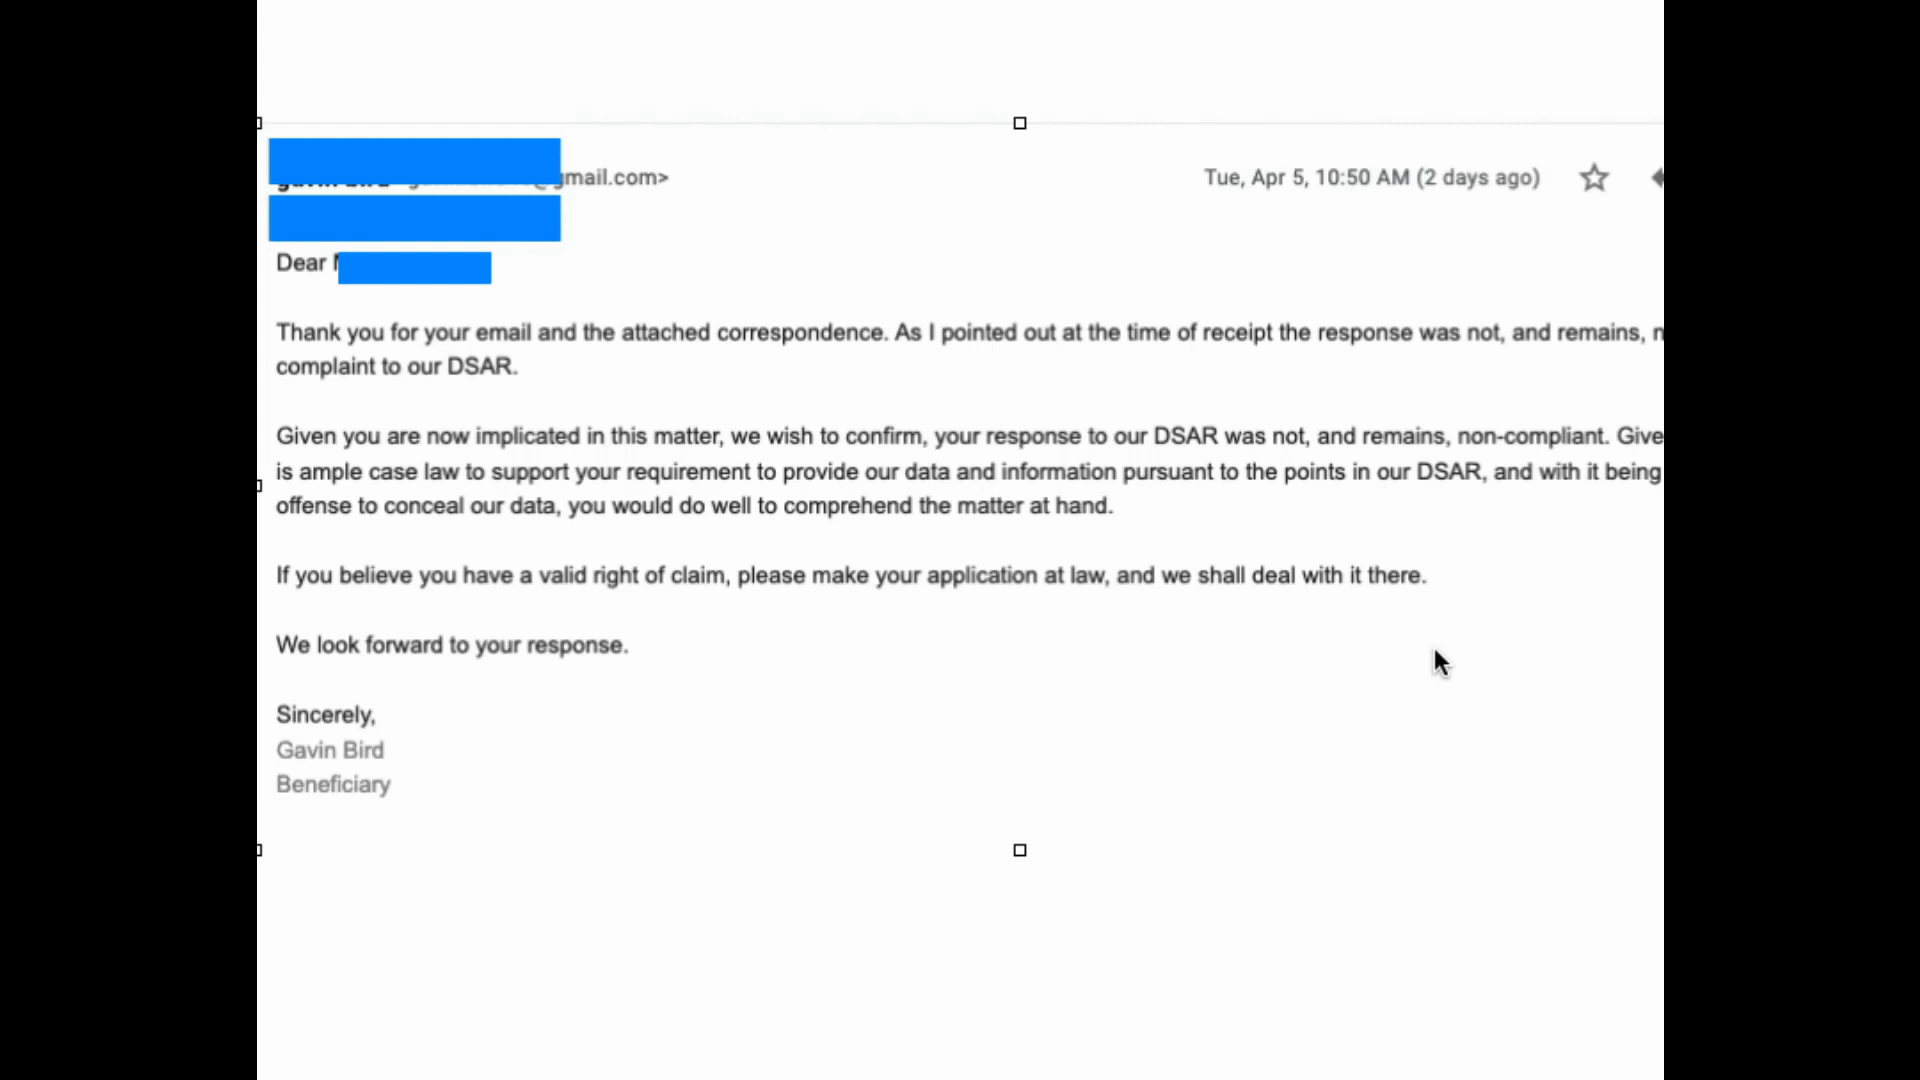 gmail.com>
Tue, Apr 5, 10:50 AM (2 days ago)
Dear
Thank you for your email and the attached correspondence. As I pointed out at the time of receipt the response was not, and remains,
complaint to our DSAR.
Given you are now implicated in this matter, we wish to confirm, your response to our DSAR was not, and remains, non-compliant. Give
is ample case law to support your requirement to provide our data and information pursuant to the points in our DSAR, and with it being
offense to conceal our data, you would do well to comprehend the matter at hand.
If you believe you have a valid right of claim, please make your application at law, and we shall deal with it there.
We look forward to your response.
Sincerely,
Gavin Bird
Beneficiary